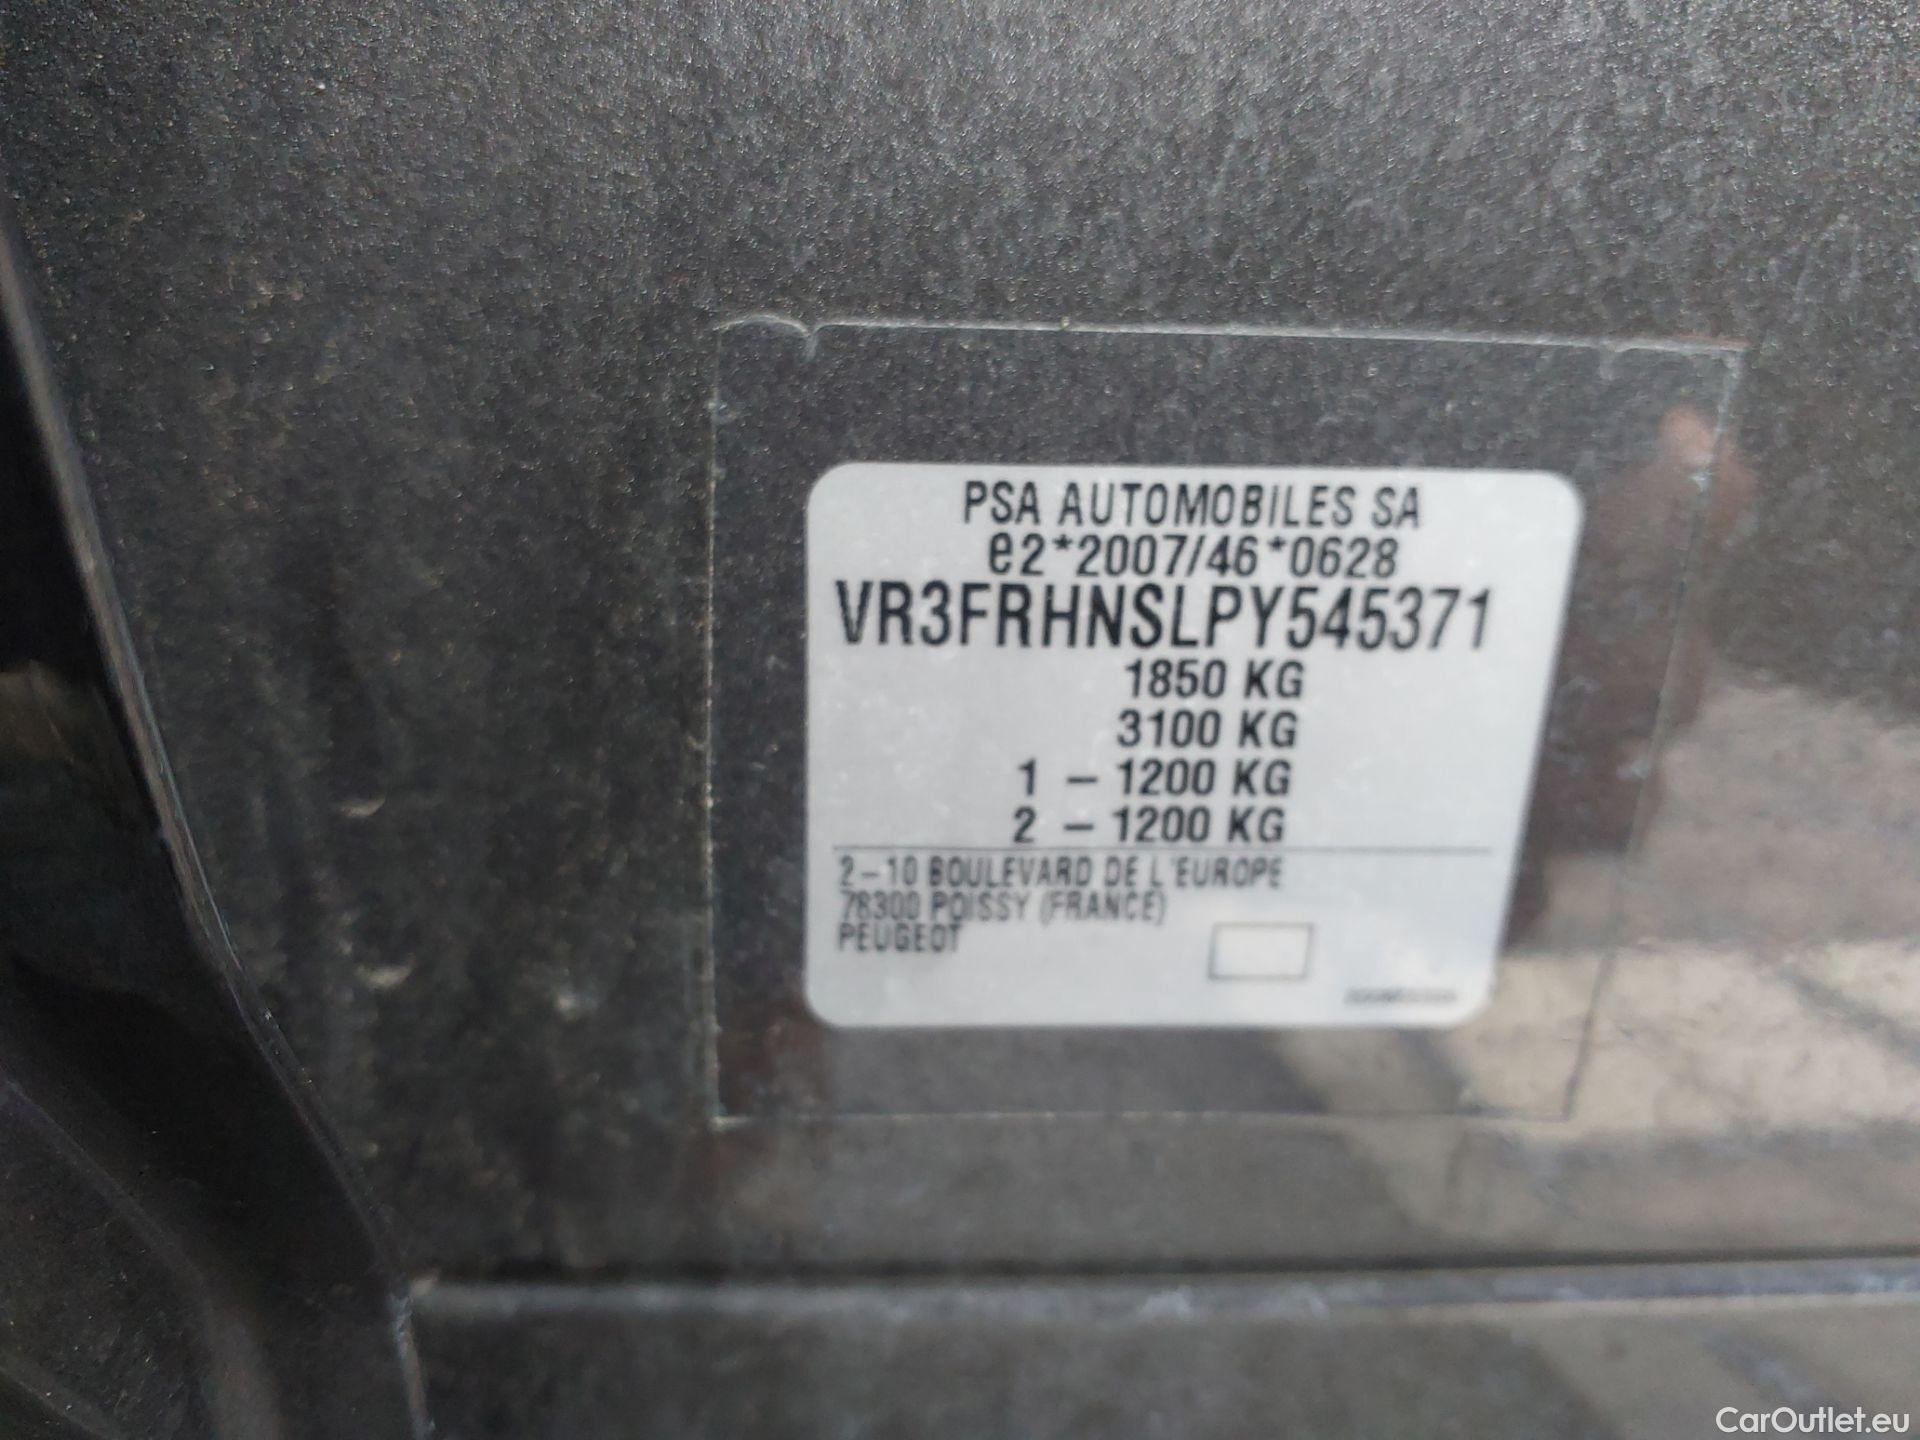 PSA AUTOMOBILES SA
e2*2007/46*0628
VR3FRHNSLPY545371
1850 KG
3100 KG
1 – 1200 KG
2 – 1200 KG
2–10 BOULEVARD DE L'EUROPE
78300 POISSY (FRANCE)
PEUGEOT
CarOutlet.eu